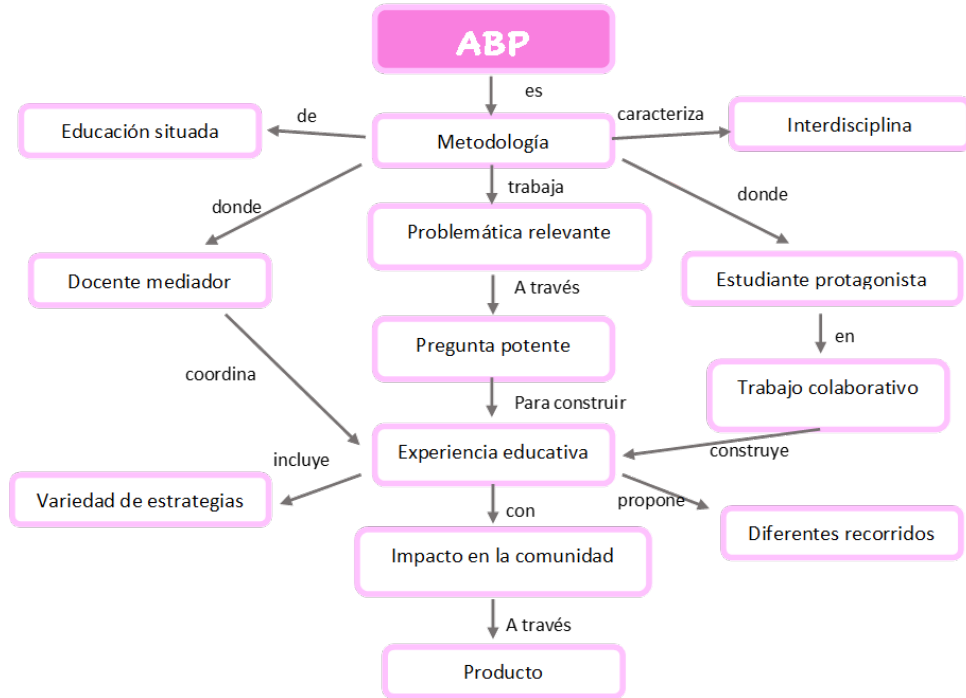 ABP
es
de
caracteriza
Educación situada
Metodología
Interdisciplina
donde
trabaja
donde
Problemática relevante
Docente mediador
A través
Estudiante protagonista
coordina
Pregunta potente
en
Para construir
Trabajo colaborativo
incluye
Experiencia educativa
construye
Variedad de estrategias
con
propone
Diferentes recorridos
Impacto en la comunidad
A través
Producto